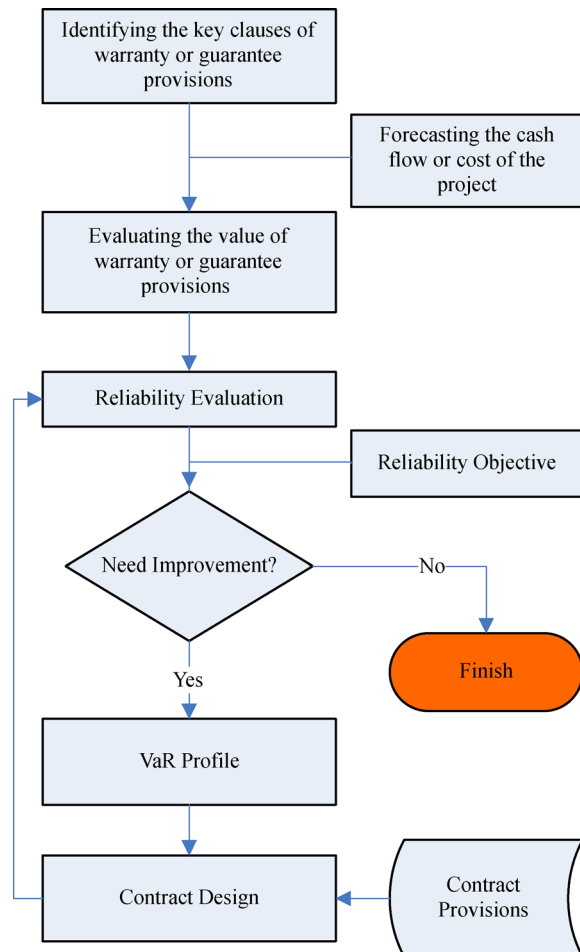 Identifying the key clauses of
warranty or guarantee
provisions
Forecasting the cash
flow or cost of the
project
Evaluating the value of
warranty or guarantee
provisions
Reliability Evaluation
Reliability Objective
Need Improvement?
No
Finish
Yes
VaR Profile
Contract Design
Contract
Provisions